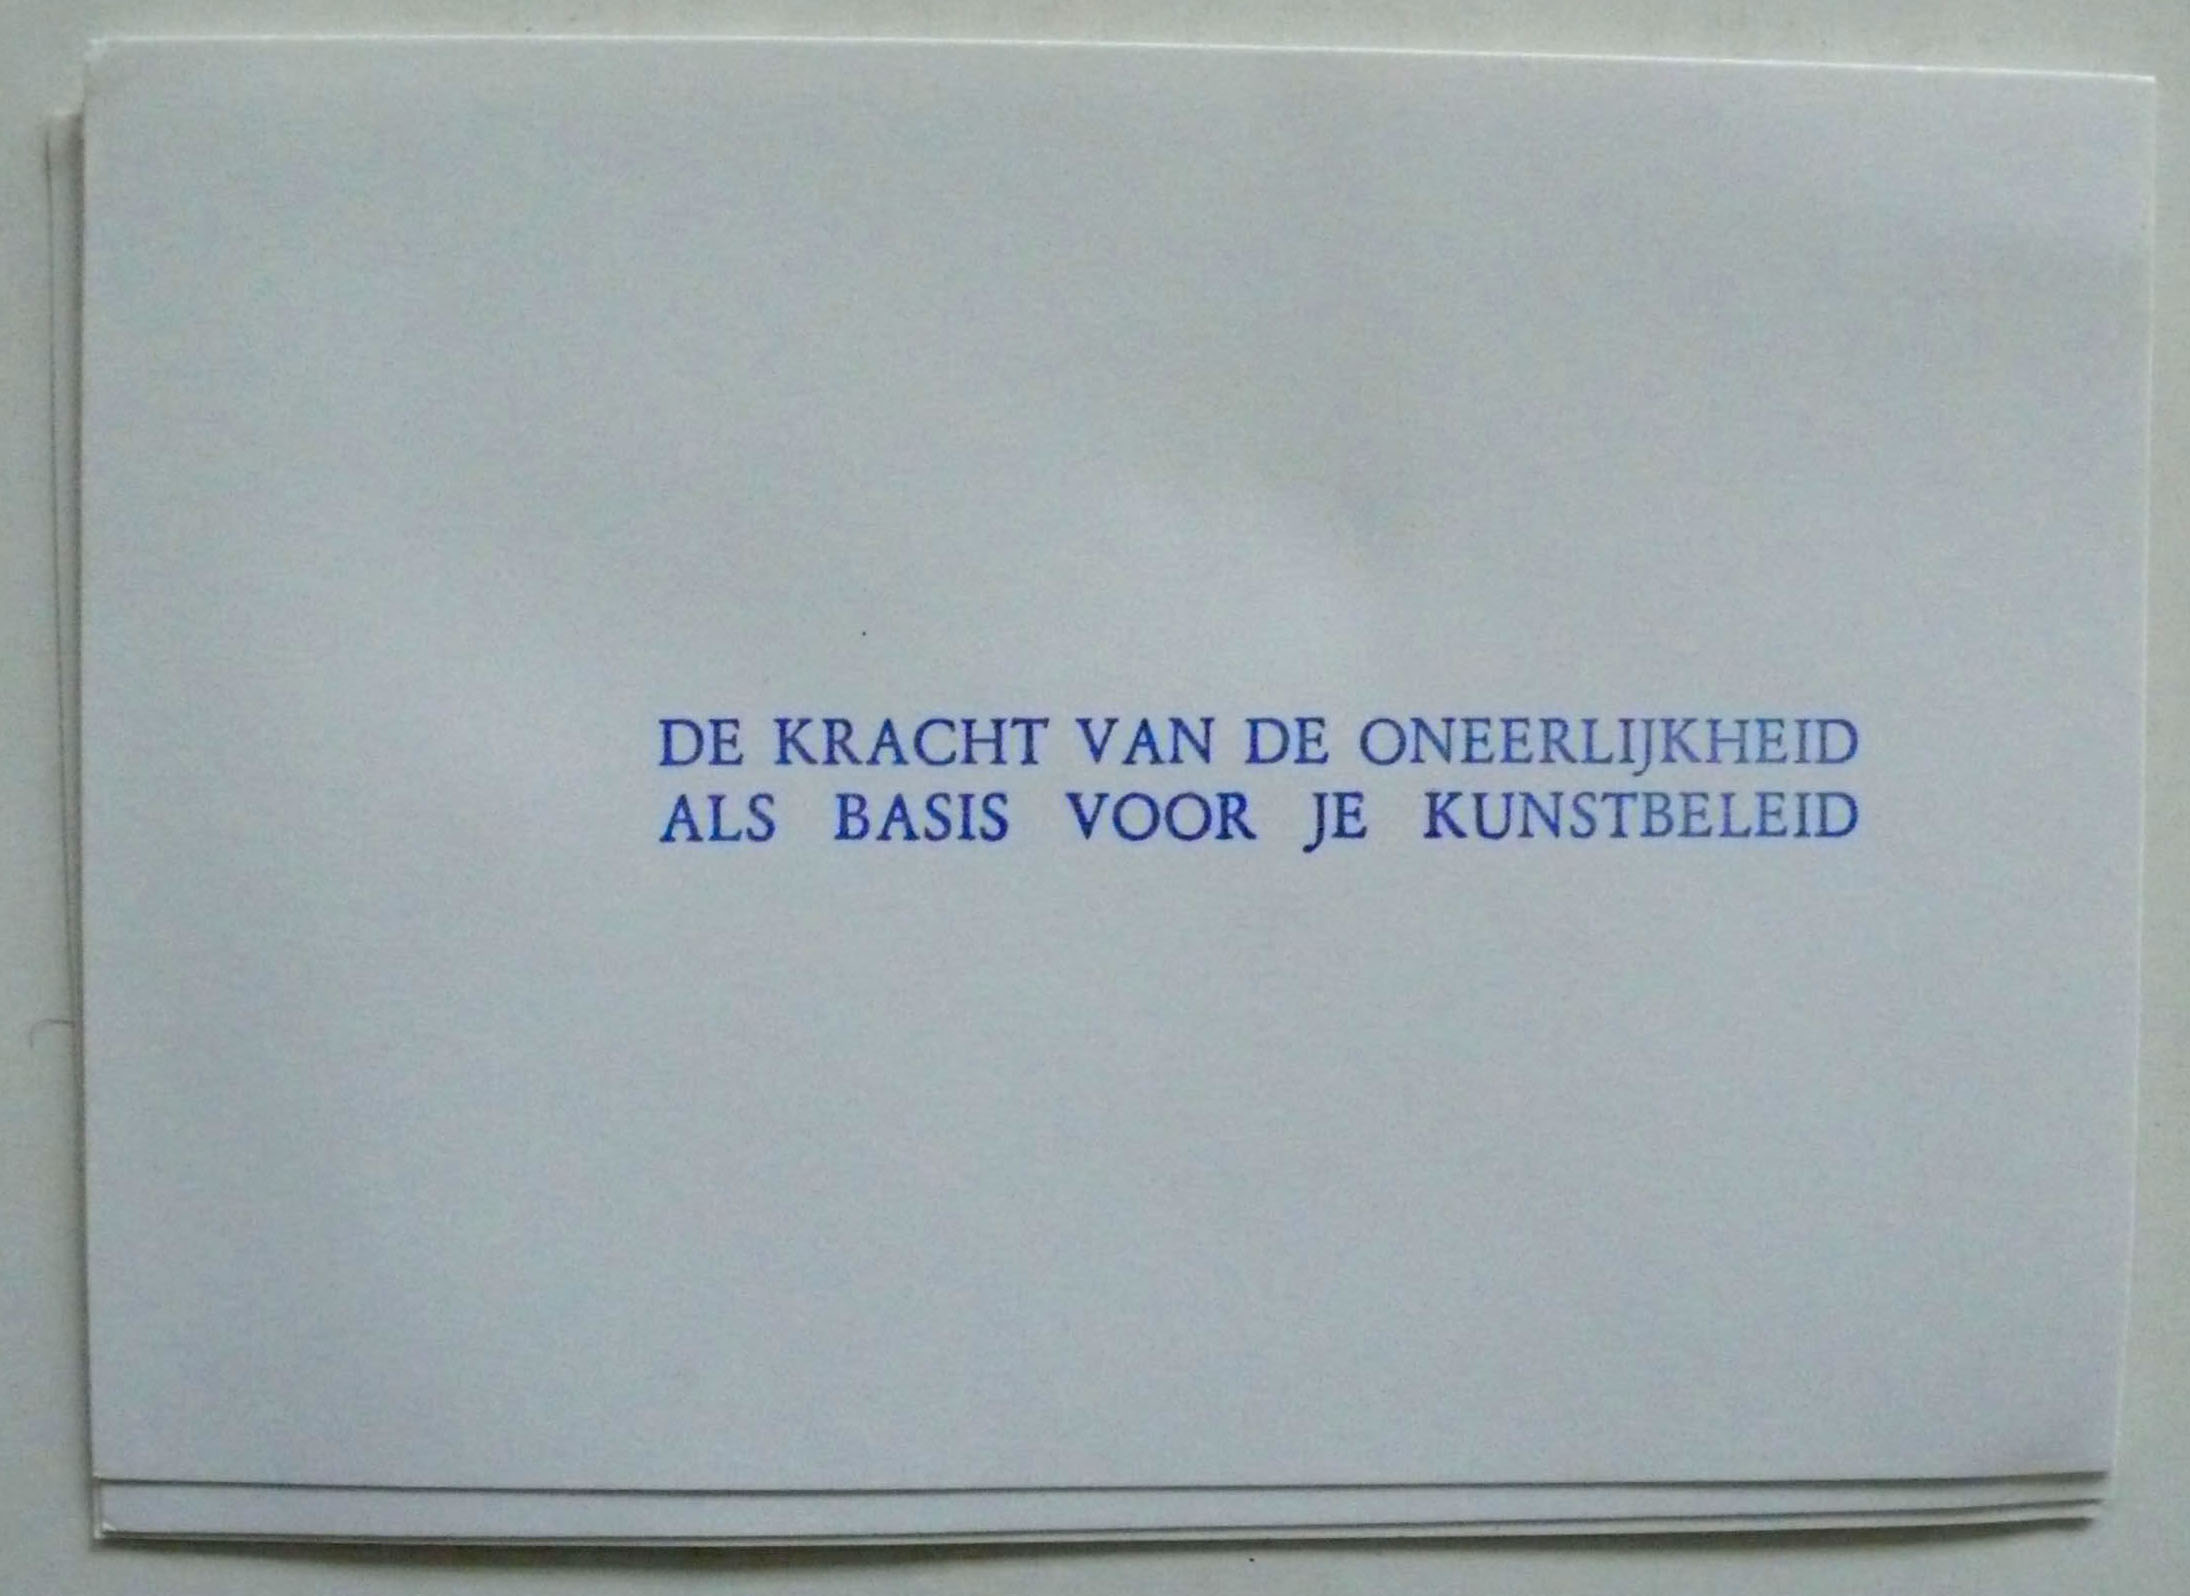 DE KRACHT VAN DE ONEERLIJKHEID
ALS BASIS VOOR JE KUNSTBELEID